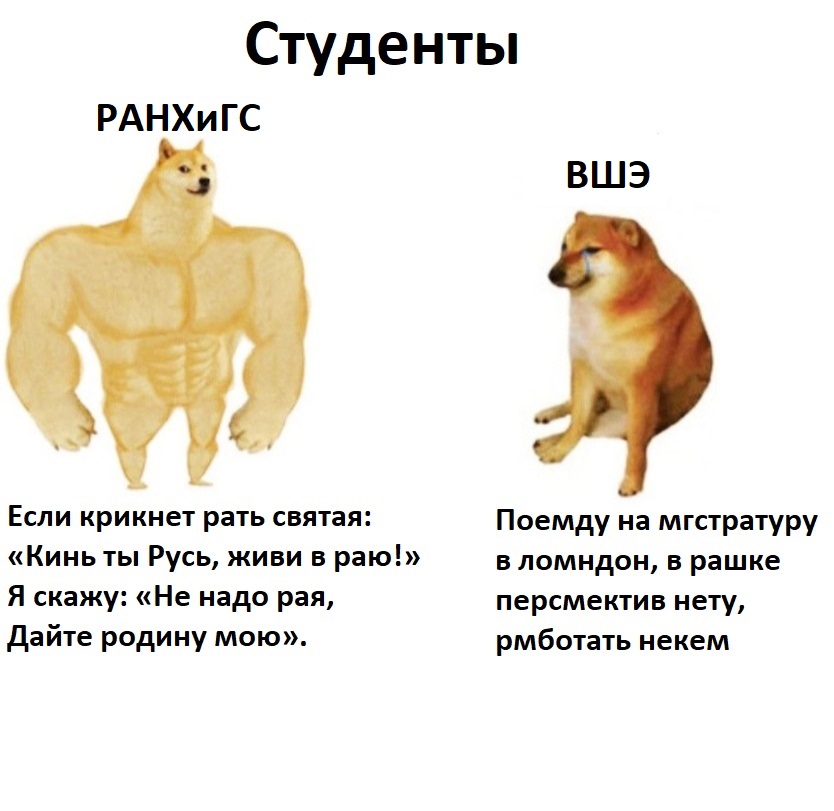 Студенты
РАНХиГС
ВШЭ
Если крикнет рать святая:
«Кинь ты Русь, живи в раю!»
Я скажу: «Не надо рая,
Дайте родину мою».
Поемду на мгстратуру
в ломндон, в рашке
персмектив нету,
рмботать некем